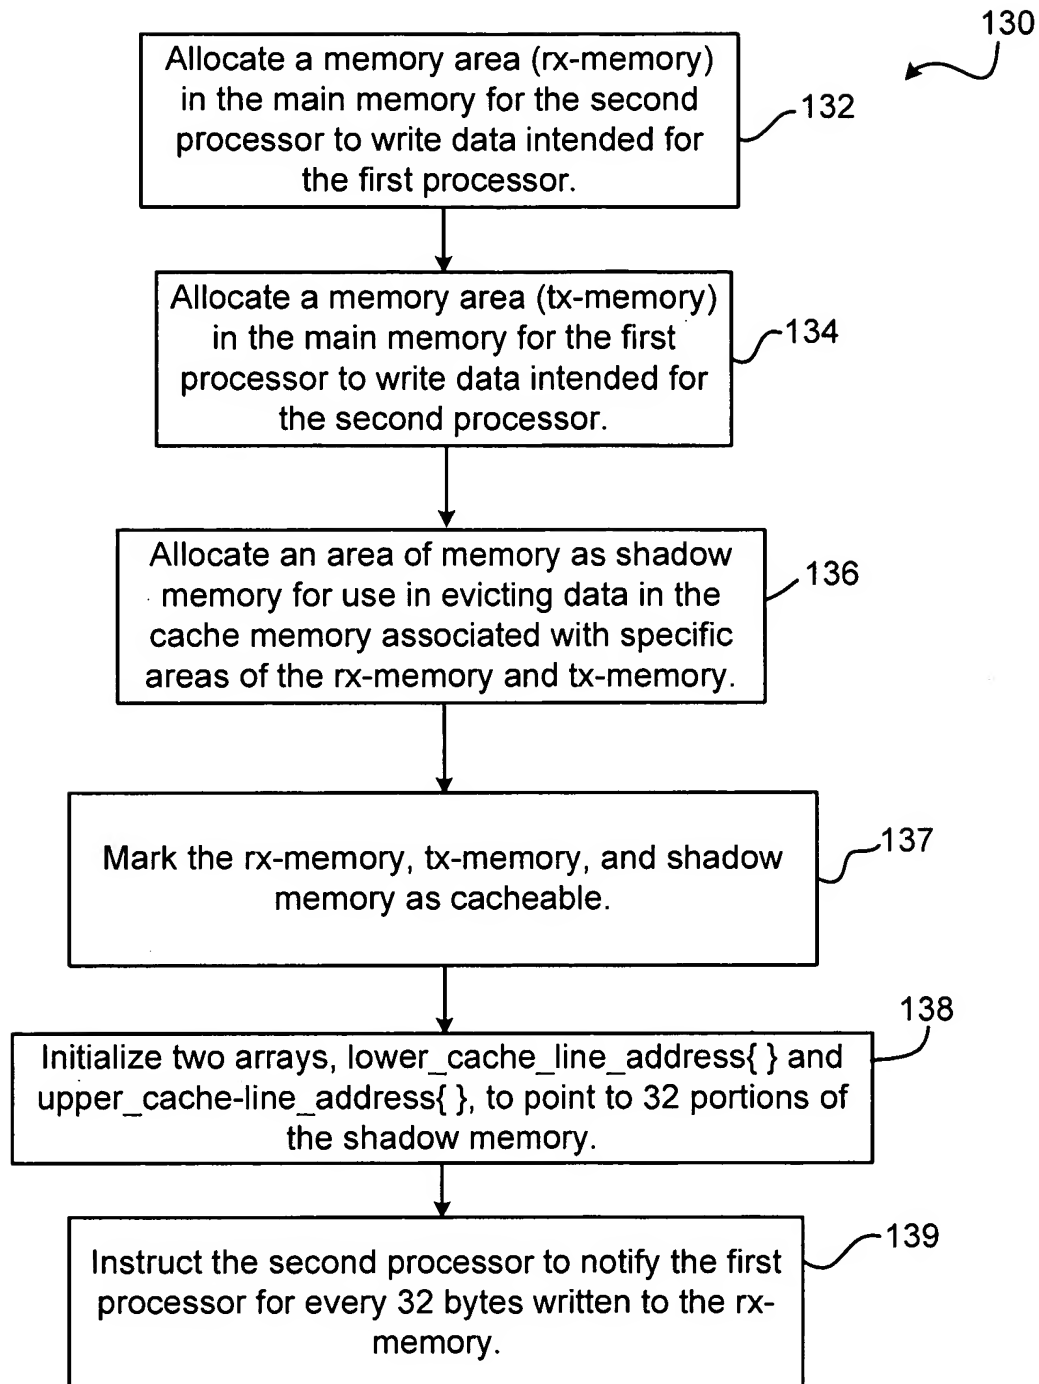 130
Allocate a memory area (rx-memory)
in the main memory for the second
processor to write data intended for
the first processor.
132
Allocate a memory area (tx-memory)
in the main memory for the first
processor to write data intended for
the second processor.
134
Allocate an area of memory as shadow
memory for use in evicting data in the
cache memory associated with specific
areas of the rx-memory and tx-memory.
136
Mark the rx-memory, tx-memory, and shadow
memory as cacheable.
137
138
Initialize two arrays, lower_cache_line_address{ } and
upper_cache-line_address{ }, to point to 32 portions of
the shadow memory.
139
Instruct the second processor to notify the first
processor for every 32 bytes written to the rx-
memory.